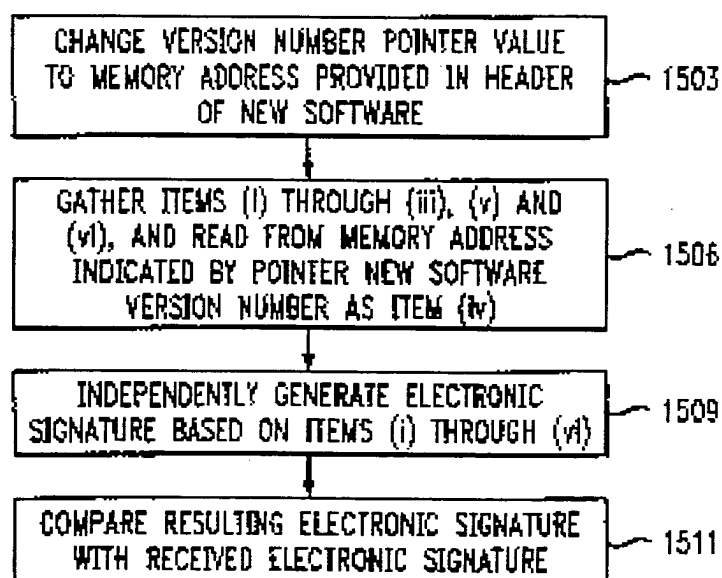 CHANGE VERSION NUMBER POINTER VALUE
TO MEMORY ADDRESS PROVIDED IN HEADER
OF NEW SOFTWARE
1503
GATHER ITEMS (i) THROUGH (iii), (v) AND
(vi), AND READ FROM MEMORY ADDRESS
INDICATED BY POINTER NEW SOFTWARE
VERSION NUMBER AS ITEM (iv)
1506
INDEPENDENTLY GENERATE ELECTRONIC
SIGNATURE BASED ON ITEMS (i) THROUGH (vi)
1509
COMPARE RESULTING ELECTRONIC SIGNATURE
WITH RECEIVED ELECTRONIC SIGNATURE
1511